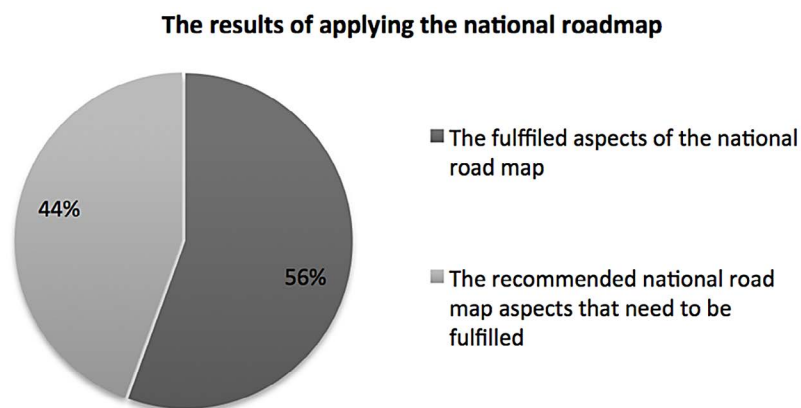 The results of applying the national roadmap
The fulffiled aspects of the national
road map
44%
56%
The recommended national road
map aspects that need to be
fulfilled